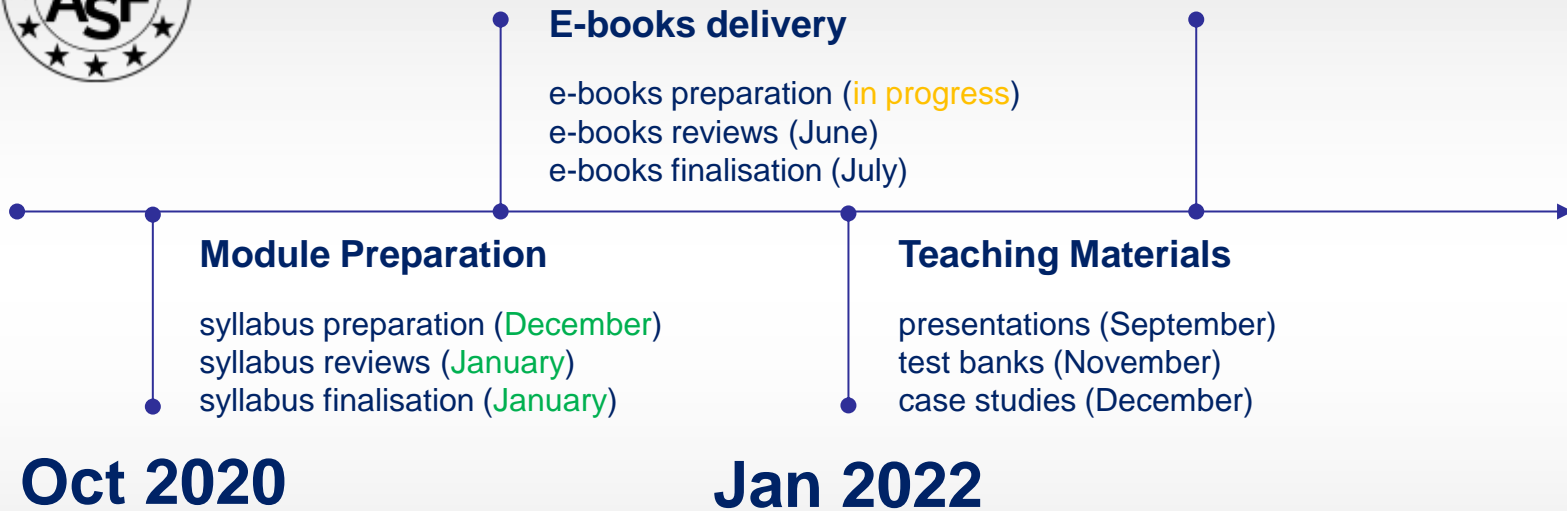 ASF
E-books delivery
e-books preparation (in progress)
e-books reviews (June)
e-books finalisation (July)
Module Preparation
syllabus preparation (December)
syllabus reviews (January)
syllabus finalisation (January)
Teaching Materials
presentations (September)
test banks (November)
case studies (December)
Oct 2020
Jan 2022